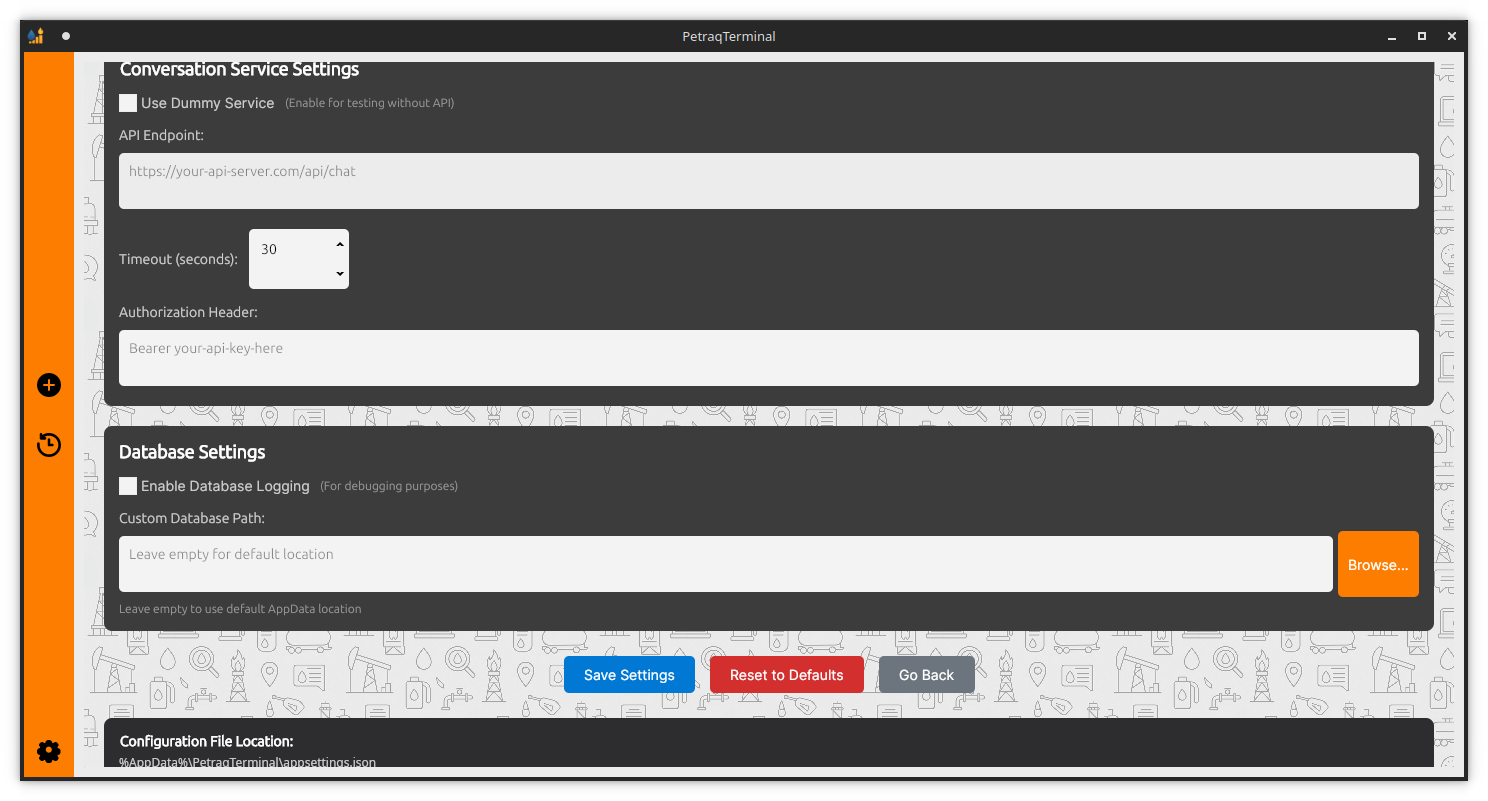 PetraqTerminal
Conversation Service Settings
Use Dummy Service (Enable for testing without API)
API Endpoint:
https://your-api-server.com/api/chat
Timeout (seconds): 30
Authorization Header:
Bearer your-api-key-here
Database Settings
Enable Database Logging (For debugging purposes)
Custom Database Path:
Leave empty for default location
Browse...
Leave empty to use default AppData location
Save Settings Reset to Defaults Go Back
Configuration File Location:
%AppData%\PetraqTerminal\appsettings.json